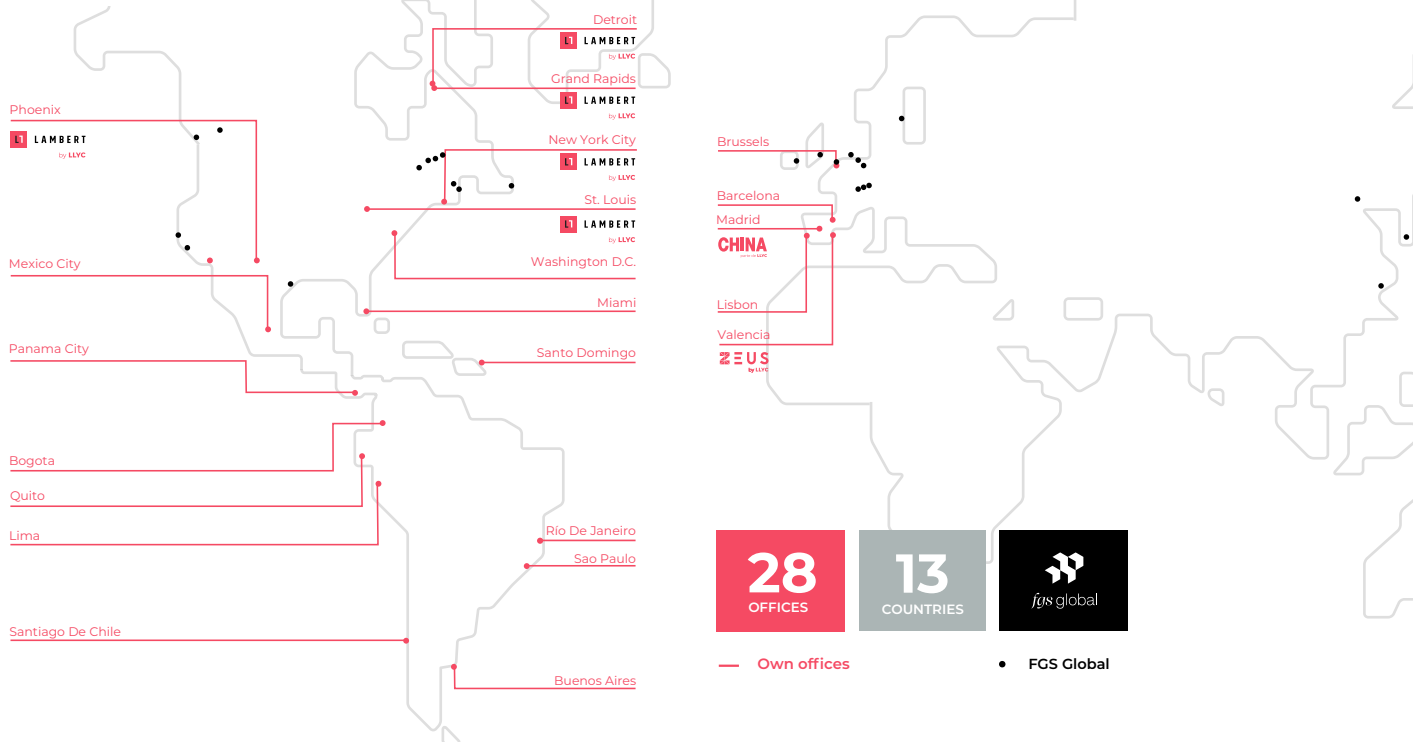 Detroit
LAMBERT
by LLYC
Grand Rapids
LAMBERT
by LLYC
Phoenix
LAMBERT
by LLYC
New York City
LAMBERT
by LLYC
St. Louis
LAMBERT
by LLYC
Washington D.C.
Mexico City
Miami
Panama City
Santo Domingo
Bogota
Quito
Lima
Río De Janeiro
Sao Paulo
Santiago De Chile
Buenos Aires
Brussels
Barcelona
Madrid
CHINA
Lisbon
Valencia
ZEUS
by LLYC
28
OFFICES
13
COUNTRIES
fgs global
Own offices
FGS Global